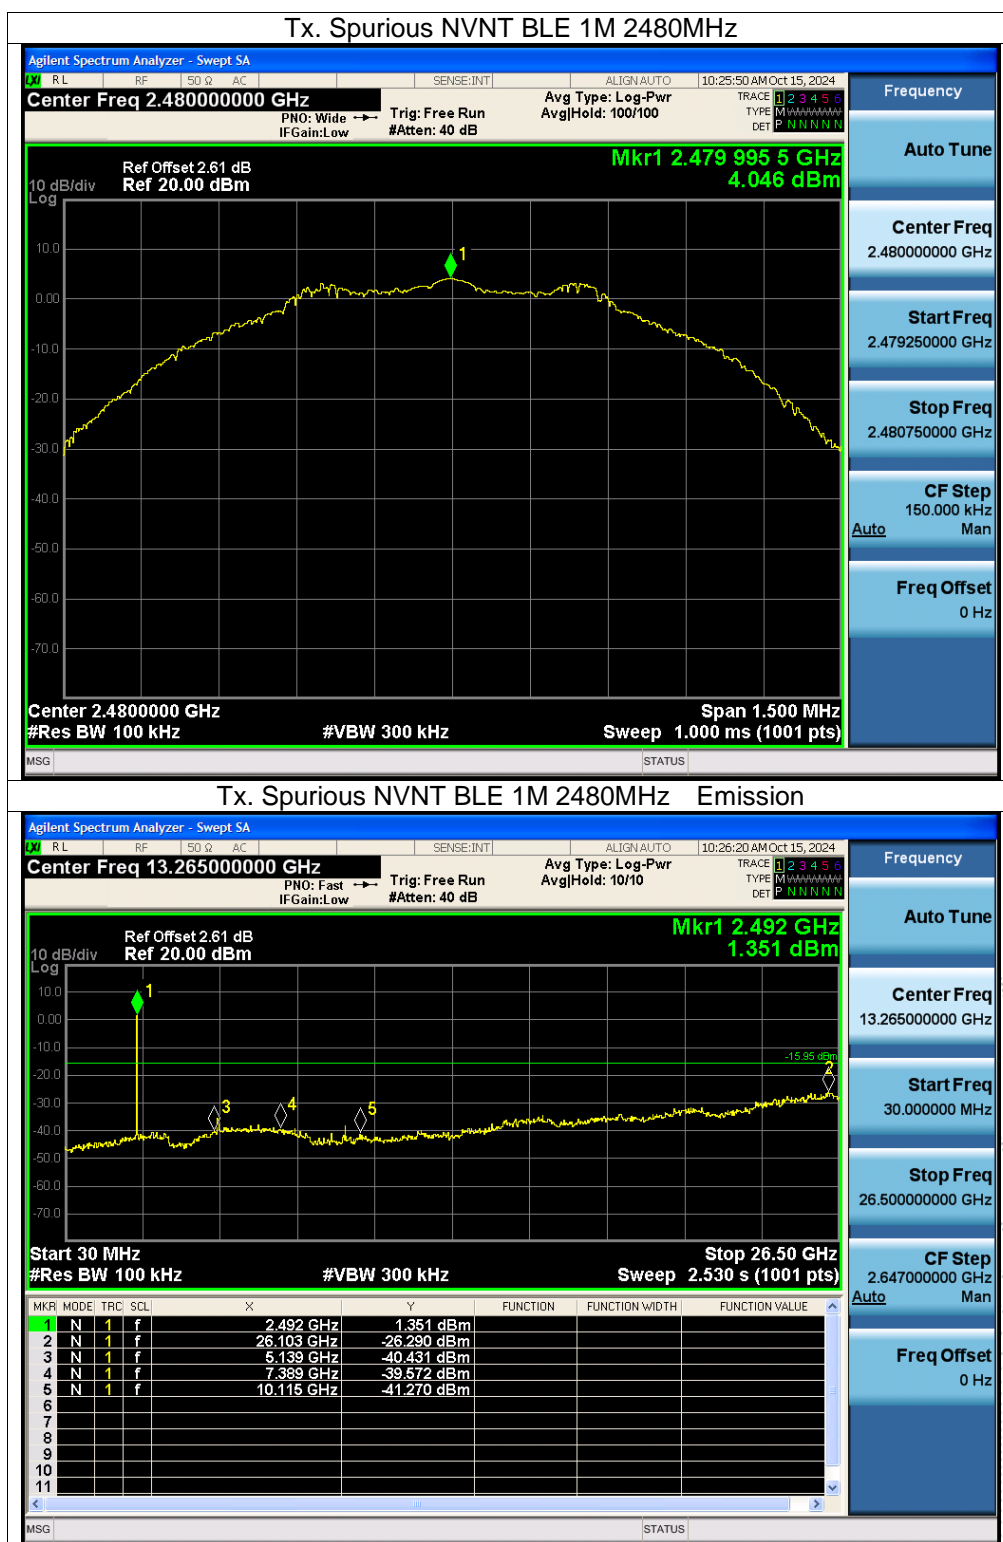 Tx. Spurious NVNT BLE 1M 2480MHz
Agilent Spectrum Analyzer - Swept SA
LXI RL RF 50 Ω AC SENSE:INT ALIGN AUTO 10:25:50 AM Oct 15, 2024
Center Freq 2.480000000 GHz
PNO: Wide
IFGain:Low
Trig: Free Run
#Atten: 40 dB
Avg Type: Log-Pwr
Avg|Hold: 100/100
TRACE 1 2 3 4 5 6
TYPE M WWWWW
DET P N N N N N
Frequency
Auto Tune
Center Freq
2.480000000 GHz
Start Freq
2.479250000 GHz
Stop Freq
2.480750000 GHz
CF Step
150.000 kHz
Auto Man
Freq Offset
0 Hz
Ref Offset 2.61 dB
10 dB/div Ref 20.00 dBm
Log
Mkr1 2.479 995 5 GHz
4.046 dBm
10.0
0.00
-10.0
-20.0
-30.0
-40.0
-50.0
-60.0
-70.0
1
Center 2.4800000 GHz Span 1.500 MHz
#Res BW 100 kHz #VBW 300 kHz Sweep 1.000 ms (1001 pts)
MSG STATUS
Tx. Spurious NVNT BLE 1M 2480MHz Emission
Agilent Spectrum Analyzer - Swept SA
LXI RL RF 50 Ω AC SENSE:INT ALIGN AUTO 10:26:20 AM Oct 15, 2024
Center Freq 13.265000000 GHz
PNO: Fast
IFGain:Low
Trig: Free Run
#Atten: 40 dB
Avg Type: Log-Pwr
Avg|Hold: 10/10
TRACE 1 2 3 4 5 6
TYPE M WWWWW
DET P N N N N N
Frequency
Auto Tune
Center Freq
13.265000000 GHz
Start Freq
30.000000 MHz
Stop Freq
26.500000000 GHz
CF Step
2.647000000 GHz
Auto Man
Freq Offset
0 Hz
Ref Offset 2.61 dB
10 dB/div Ref 20.00 dBm
Log
Mkr1 2.492 GHz
1.351 dBm
10.0
0.00
-10.0
-20.0
-30.0
-40.0
-50.0
-60.0
-70.0
-15.95 dBm
1
2
3
4
5
Start 30 MHz Stop 26.50 GHz
#Res BW 100 kHz #VBW 300 kHz Sweep 2.530 s (1001 pts)
MKR MODE TRC SCL X Y FUNCTION FUNCTION WIDTH FUNCTION VALUE
1 N 1 f 2.492 GHz 1.351 dBm
2 N 1 f 26.103 GHz -26.290 dBm
3 N 1 f 5.139 GHz -40.431 dBm
4 N 1 f 7.389 GHz -39.572 dBm
5 N 1 f 10.115 GHz -41.270 dBm
6
7
8
9
10
11
MSG STATUS